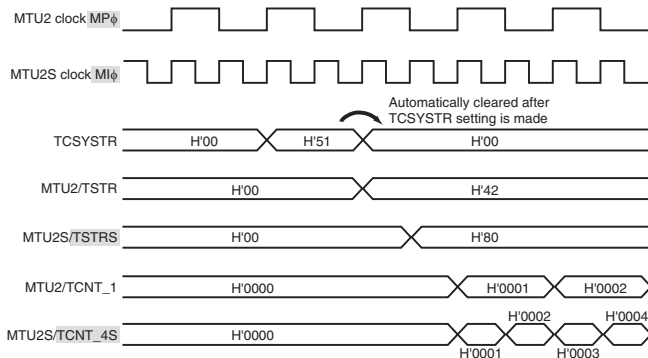 MTU2 clock MPϕ
MTU2S clock MIϕ
Automatically cleared after
TCSYSTR setting is made
TCSYSTR H'00 H'51 H'00
MTU2/TSTR H'00 H'42
MTU2S/TSTRS H'00 H'80
MTU2/TCNT_1 H'0000 H'0001 H'0002
H'0002 H'0004
MTU2S/TCNT_4S H'0000
H'0001 H'0003